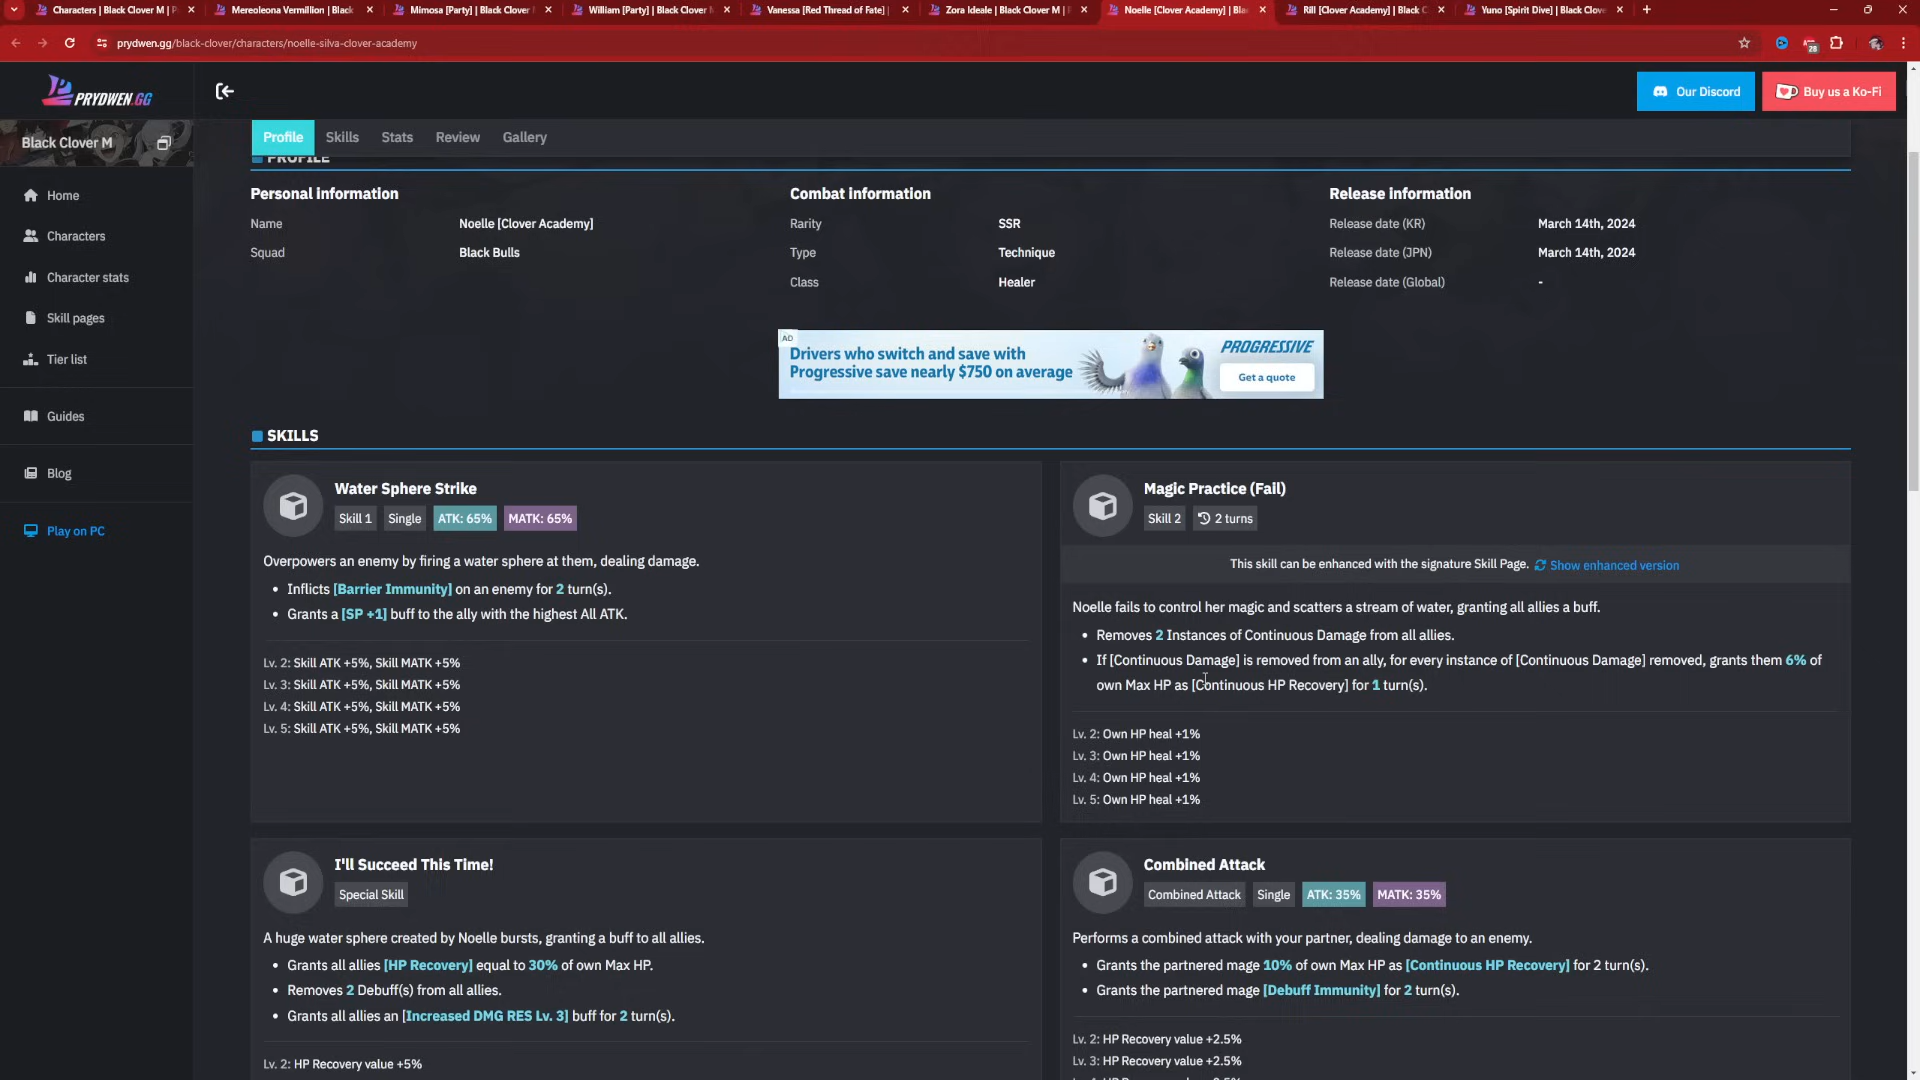 Characters | Black Clover M | P
Mereoleona Vermillion | Black
Mimosa [Party] | Black Clover
William [Party] | Black Clover
Vanessa [Red Thread of Fate] |
Zora Ideale | Black Clover M |
Noelle [Clover Academy] | Bla
Rill [Clover Academy] | Black C
Yuno [Spirit Dive] | Black Clove
prydwen.gg/black-clover/characters/noelle-silva-clover-academy
28
PRYDWEN.GG
Our Discord
Buy us a Ko-Fi
Black Clover M
Home
Characters
Character stats
Skill pages
Tier list
Guides
Blog
Play on PC
Profile Skills Stats Review Gallery
PROFILE
Personal information
Name Noelle [Clover Academy]
Squad Black Bulls
Combat information
Rarity SSR
Type Technique
Class Healer
Release information
Release date (KR) March 14th, 2024
Release date (JPN) March 14th, 2024
Release date (Global) -
AD
Drivers who switch and save with
Progressive save nearly $750 on average
PROGRESSIVE
Get a quote
SKILLS
Water Sphere Strike
Skill 1 Single ATK: 65% MATK: 65%
Overpowers an enemy by firing a water sphere at them, dealing damage.
• Inflicts [Barrier Immunity] on an enemy for 2 turn(s).
• Grants a [SP +1] buff to the ally with the highest All ATK.
Lv. 2: Skill ATK +5%, Skill MATK +5%
Lv. 3: Skill ATK +5%, Skill MATK +5%
Lv. 4: Skill ATK +5%, Skill MATK +5%
Lv. 5: Skill ATK +5%, Skill MATK +5%
Magic Practice (Fail)
Skill 2 2 turns
This skill can be enhanced with the signature Skill Page. Show enhanced version
Noelle fails to control her magic and scatters a stream of water, granting all allies a buff.
• Removes 2 Instances of Continuous Damage from all allies.
• If [Continuous Damage] is removed from an ally, for every instance of [Continuous Damage] removed, grants them 6% of
own Max HP as [Continuous HP Recovery] for 1 turn(s).
Lv. 2: Own HP heal +1%
Lv. 3: Own HP heal +1%
Lv. 4: Own HP heal +1%
Lv. 5: Own HP heal +1%
I'll Succeed This Time!
Special Skill
A huge water sphere created by Noelle bursts, granting a buff to all allies.
• Grants all allies [HP Recovery] equal to 30% of own Max HP.
• Removes 2 Debuff(s) from all allies.
• Grants all allies an [Increased DMG RES Lv. 3] buff for 2 turn(s).
Lv. 2: HP Recovery value +5%
Combined Attack
Combined Attack Single ATK: 35% MATK: 35%
Performs a combined attack with your partner, dealing damage to an enemy.
• Grants the partnered mage 10% of own Max HP as [Continuous HP Recovery] for 2 turn(s).
• Grants the partnered mage [Debuff Immunity] for 2 turn(s).
Lv. 2: HP Recovery value +2.5%
Lv. 3: HP Recovery value +2.5%